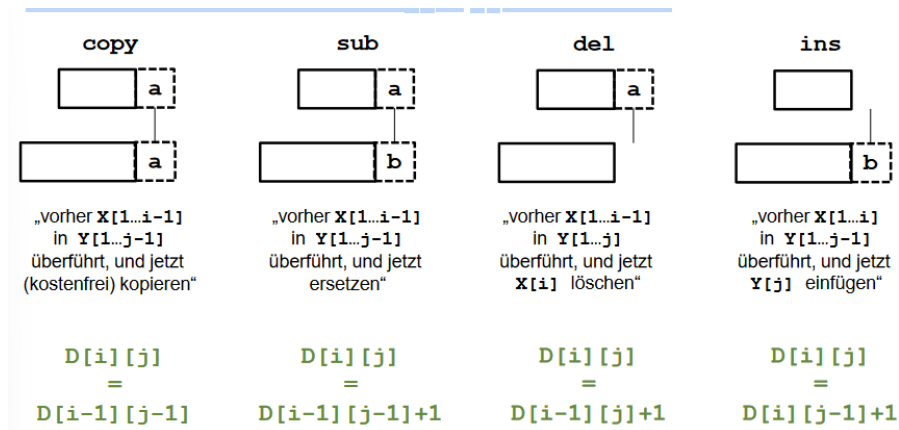 copy
a
a
„vorher X[1…i-1]
in Y[1…j-1]
überführt, und jetzt
(kostenfrei) kopieren“
D[i][j]
=
D[i-1][j-1]
sub
a
b
„vorher X[1…i-1]
in Y[1…j-1]
überführt, und jetzt
ersetzen“
D[i][j]
=
D[i-1][j-1]+1
del
a
„vorher X[1…i-1]
in Y[1…j]
überführt, und jetzt
X[i] löschen“
D[i][j]
=
D[i-1][j]+1
ins
b
„vorher X[1…i]
in Y[1…j-1]
überführt, und jetzt
Y[j] einfügen“
D[i][j]
=
D[i][j-1]+1